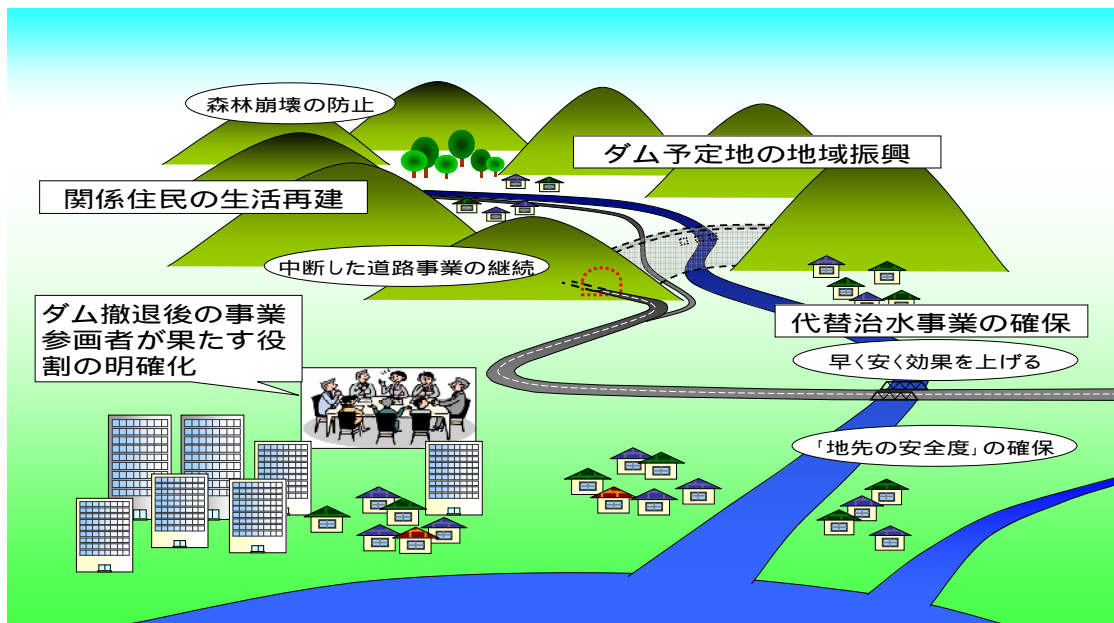 森林崩壊の防止
ダム予定地の地域振興
関係住民の生活再建
中断した道路事業の継続
ダム撤退後の事業
参画者が果たす役
割の明確化
代替治水事業の確保
早く安く効果を上げる
「地先の安全度」の確保